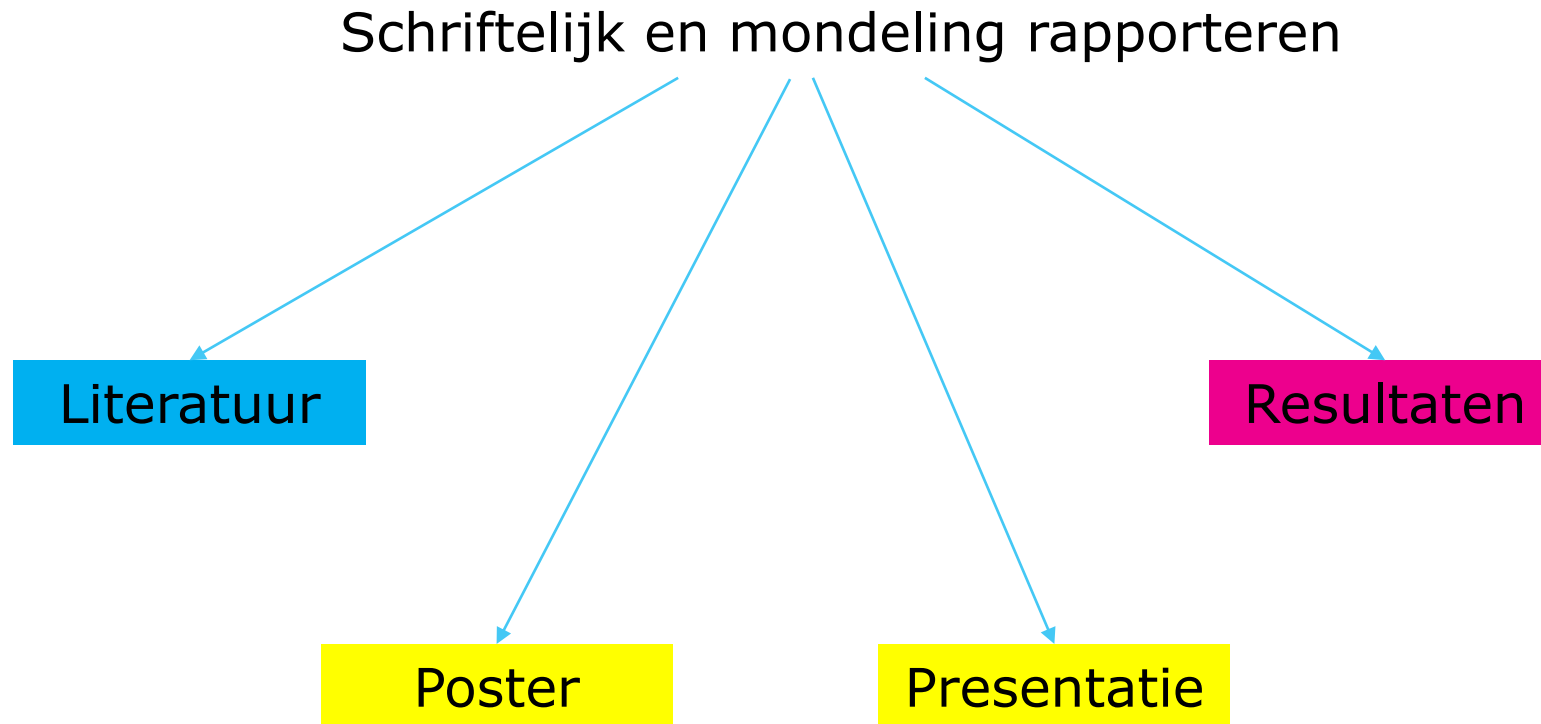 Schriftelijk en mondeling rapporteren
Literatuur
Resultaten
Poster
Presentatie